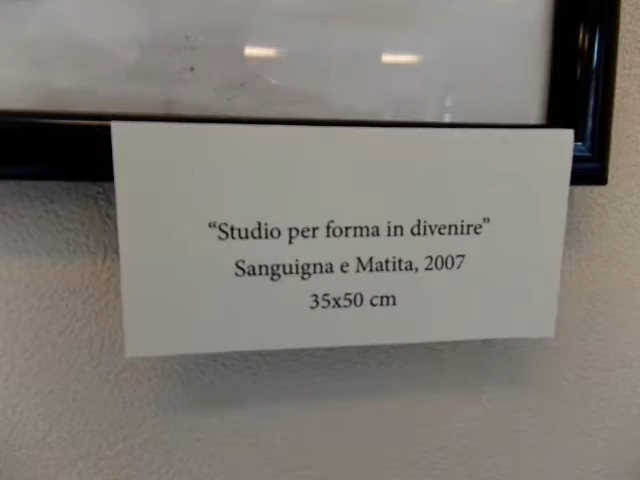 “Studio per forma in divenire”
Sanguigna e Matita, 2007
35x50 cm